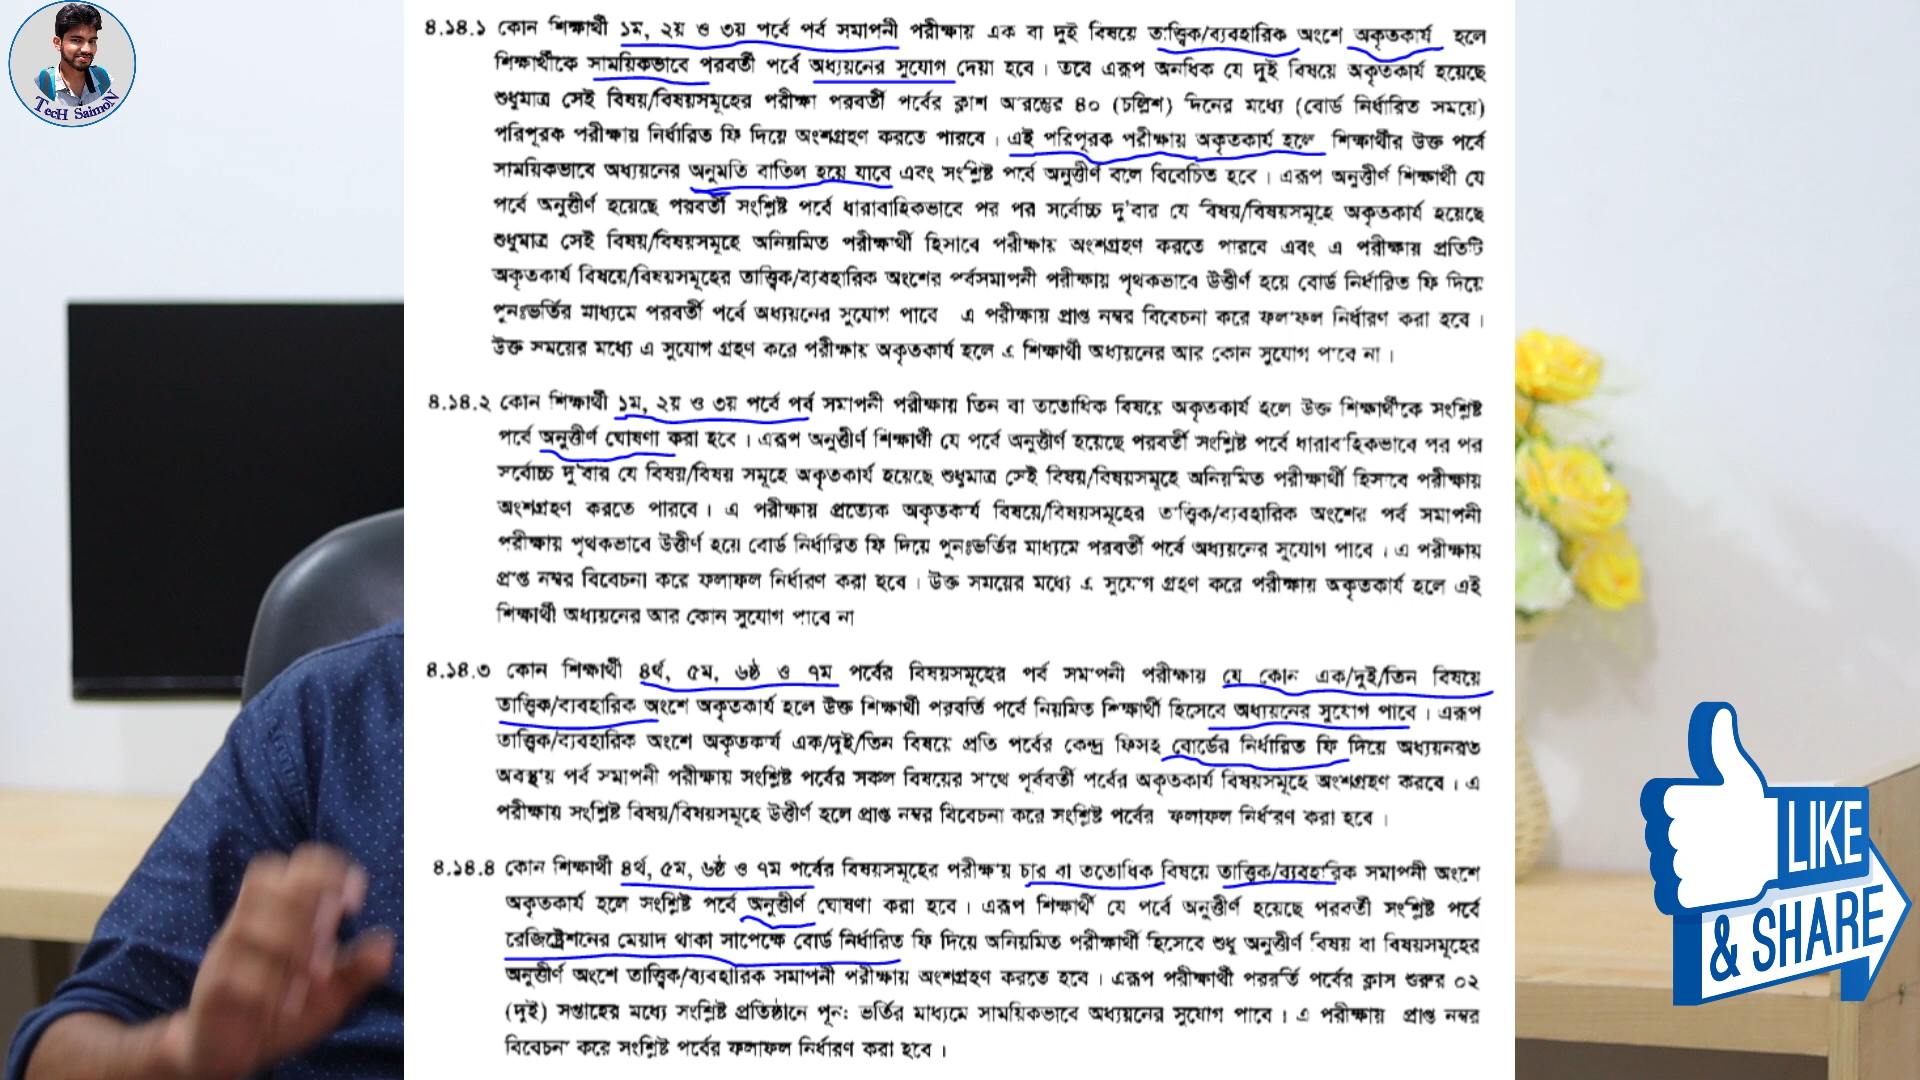 TecH SaimoN
৪.১৪.১ কোন শিক্ষার্থী ১ম, ২য় ও ৩য় পর্বে পর্ব সমাপনী পরীক্ষায় এক বা দুই বিষয়ে তাত্ত্বিক/ব্যবহারিক অংশে অকৃতকার্য হলে
শিক্ষার্থীকে সাময়িকভাবে পরবর্তী পর্বে অধ্যয়নের সুযোগ দেয়া হবে। তবে এরূপ অনধিক যে দুই বিষয়ে অকৃতকার্য হয়েছে
শুধুমাত্র সেই বিষয়/বিষয়সমূহের পরীক্ষা পরবর্তী পর্বের ক্লাশ আরম্ভের ৪০ (চল্লিশ) দিনের মধ্যে (বোর্ড নির্ধারিত সময়ে)
পরিপূরক পরীক্ষায় নির্ধারিত ফি দিয়ে অংশগ্রহণ করতে পারবে। এই পরিপূরক পরীক্ষায় অকৃতকার্য হলে শিক্ষার্থীর উক্ত পর্বে
সাময়িকভাবে অধ্যয়নের অনুমতি বাতিল হয়ে যাবে এবং সংশ্লিষ্ট পর্বে অনুত্তীর্ণ বলে বিবেচিত হবে। এরূপ অনুত্তীর্ণ শিক্ষার্থী যে
পর্বে অনুত্তীর্ণ হয়েছে পরবর্তী সংশ্লিষ্ট পর্বে ধারাবাহিকভাবে পর পর সর্বোচ্চ দু'বার যে বিষয়/বিষয়সমূহে অকৃতকার্য হয়েছে
শুধুমাত্র সেই বিষয়/বিষয়সমূহে অনিয়মিত পরীক্ষার্থী হিসাবে পরীক্ষায় অংশগ্রহণ করতে পারবে এবং এ পরীক্ষায় প্রতিটি
অকৃতকার্য বিষয়ে/বিষয়সমূহের তাত্ত্বিক/ব্যবহারিক অংশের পর্বসমাপনী পরীক্ষায় পৃথকভাবে উত্তীর্ণ হয়ে বোর্ড নির্ধারিত ফি দিয়ে
পুনঃভর্তির মাধ্যমে পরবর্তী পর্বে অধ্যয়নের সুযোগ পাবে এ পরীক্ষায় প্রাপ্ত নম্বর বিবেচনা করে ফলাফল নির্ধারণ করা হবে।
উক্ত সময়ের মধ্যে এ সুযোগ গ্রহণ করে পরীক্ষায় অকৃতকার্য হলে এ শিক্ষার্থী অধ্যয়নের আর কোন সুযোগ পাবে না।
৪.১৪.২ কোন শিক্ষার্থী ১ম, ২য় ও ৩য় পর্বে পর্ব সমাপনী পরীক্ষায় তিন বা ততোধিক বিষয়ে অকৃতকার্য হলে উক্ত শিক্ষার্থীকে সংশ্লিষ্ট
পর্বে অনুত্তীর্ণ ঘোষণা করা হবে। এরূপ অনুত্তীর্ণ শিক্ষার্থী যে পর্বে অনুত্তীর্ণ হয়েছে পরবর্তী সংশ্লিষ্ট পর্বে ধারাবাহিকভাবে পর পর
সর্বোচ্চ দু'বার যে বিষয়/বিষয় সমূহে অকৃতকার্য হয়েছে শুধুমাত্র সেই বিষয়/বিষয়সমূহে অনিয়মিত পরীক্ষার্থী হিসাবে পরীক্ষায়
অংশগ্রহণ করতে পারবে। এ পরীক্ষায় প্রত্যেক অকৃতকার্য বিষয়ে/বিষয়সমূহের তাত্ত্বিক/ব্যবহারিক অংশের পর্ব সমাপনী
পরীক্ষায় পৃথকভাবে উত্তীর্ণ হয়ে বোর্ড নির্ধারিত ফি দিয়ে পুনঃভর্তির মাধ্যমে পরবর্তী পর্বে অধ্যয়নের সুযোগ পাবে। এ পরীক্ষায়
প্রাপ্ত নম্বর বিবেচনা করে ফলাফল নির্ধারণ করা হবে। উক্ত সময়ের মধ্যে এ সুযোগ গ্রহণ করে পরীক্ষায় অকৃতকার্য হলে এই
শিক্ষার্থী অধ্যয়নের আর কোন সুযোগ পাবে না
৪.১৪.৩ কোন শিক্ষার্থী ৪র্থ, ৫ম, ৬ষ্ঠ ও ৭ম পর্বের বিষয়সমূহের পর্ব সমাপনী পরীক্ষায় যে কোন এক/দুই/তিন বিষয়ে
তাত্ত্বিক/ব্যবহারিক অংশে অকৃতকার্য হলে উক্ত শিক্ষার্থী পরবর্তি পর্বে নিয়মিত শিক্ষার্থী হিসেবে অধ্যয়নের সুযোগ পাবে। এরূপ
তাত্ত্বিক/ব্যবহারিক অংশে অকৃতকার্য এক/দুই/তিন বিষয়ে প্রতি পর্বের কেন্দ্র ফিসহ বোর্ডের নির্ধারিত ফি দিয়ে অধ্যয়নরত
অবস্থায় পর্ব সমাপনী পরীক্ষায় সংশ্লিষ্ট পর্বের সকল বিষয়ের সাথে পূর্ববর্তী পর্বের অকৃতকার্য বিষয়সমূহে অংশগ্রহণ করবে। এ
পরীক্ষায় সংশ্লিষ্ট বিষয়/বিষয়সমূহে উত্তীর্ণ হলে প্রাপ্ত নম্বর বিবেচনা করে সংশ্লিষ্ট পর্বের ফলাফল নির্ধারণ করা হবে।
৪.১৪.৪ কোন শিক্ষার্থী ৪র্থ, ৫ম, ৬ষ্ঠ ও ৭ম পর্বের বিষয়সমূহের পরীক্ষায় চার বা ততোধিক বিষয়ে তাত্ত্বিক/ব্যবহারিক সমাপনী অংশে
অকৃতকার্য হলে সংশ্লিষ্ট পর্বে অনুত্তীর্ণ ঘোষণা করা হবে। এরূপ শিক্ষার্থী যে পর্বে অনুত্তীর্ণ হয়েছে পরবর্তী সংশ্লিষ্ট পর্বে
রেজিষ্ট্রেশনের মেয়াদ থাকা সাপেক্ষে বোর্ড নির্ধারিত ফি দিয়ে অনিয়মিত পরীক্ষার্থী হিসেবে শুধু অনুত্তীর্ণ বিষয় বা বিষয়সমূহের
অনুত্তীর্ণ অংশে তাত্ত্বিক/ব্যবহারিক সমাপনী পরীক্ষায় অংশগ্রহণ করতে হবে। এরূপ পরীক্ষার্থী পরবর্তি পর্বের ক্লাস শুরুর ০২
(দুই) সপ্তাহের মধ্যে সংশ্লিষ্ট প্রতিষ্ঠানে পূনঃ ভর্তির মাধ্যমে সাময়িকভাবে অধ্যয়নের সুযোগ পাবে। এ পরীক্ষায় প্রাপ্ত নম্বর
বিবেচনা করে সংশ্লিষ্ট পর্বের ফলাফল নির্ধারণ করা হবে।
LIKE
& SHARE